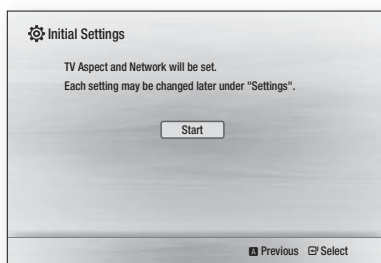 Initial Settings
TV Aspect and Network will be set.
Each setting may be changed later under "Settings".
Start
A Previous Select